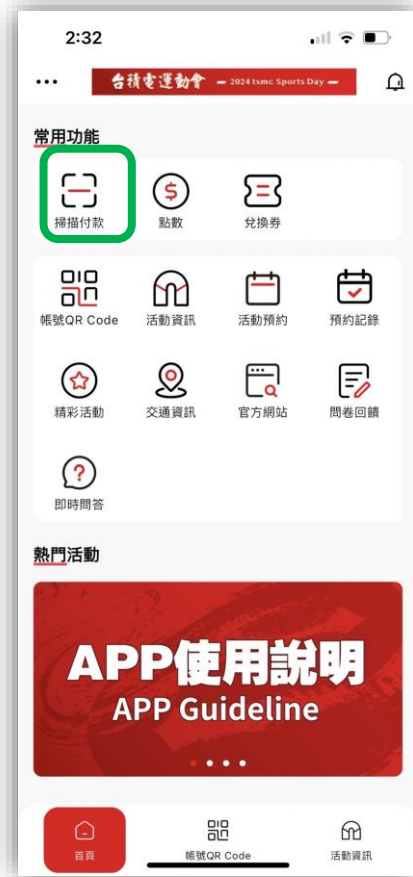 2:32
台積電運動會 — 2024 tsmc Sports Day —
常用功能
掃描付款 點數 兌換券
帳號QR Code 活動資訊 活動預約 預約記錄
精彩活動 交通資訊 官方網站 問卷回饋
即時問答
熱門活動
APP使用說明
APP Guideline
首頁 帳號QR Code 活動資訊